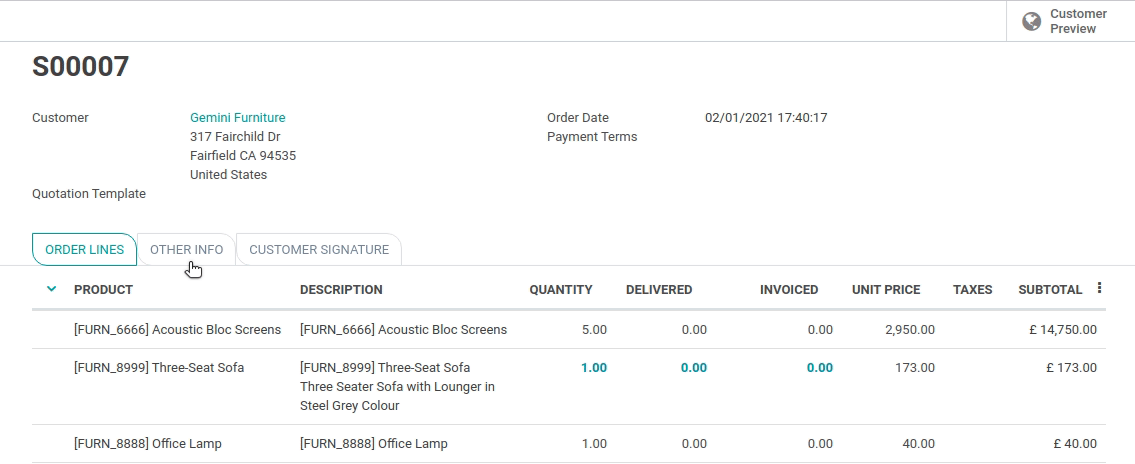 Customer
Preview
S00007
Customer Gemini Furniture Order Date 02/01/2021 17:40:17
317 Fairchild Dr Payment Terms
Fairfield CA 94535
United States
Quotation Template
ORDER LINES OTHER INFO CUSTOMER SIGNATURE
PRODUCT DESCRIPTION QUANTITY DELIVERED INVOICED UNIT PRICE TAXES SUBTOTAL
[FURN_6666] Acoustic Bloc Screens [FURN_6666] Acoustic Bloc Screens 5.00 0.00 0.00 2,950.00 £ 14,750.00
[FURN_8999] Three-Seat Sofa [FURN_8999] Three-Seat Sofa 1.00 0.00 0.00 173.00 £ 173.00
Three Seater Sofa with Lounger in
Steel Grey Colour
[FURN_8888] Office Lamp [FURN_8888] Office Lamp 1.00 0.00 0.00 40.00 £ 40.00